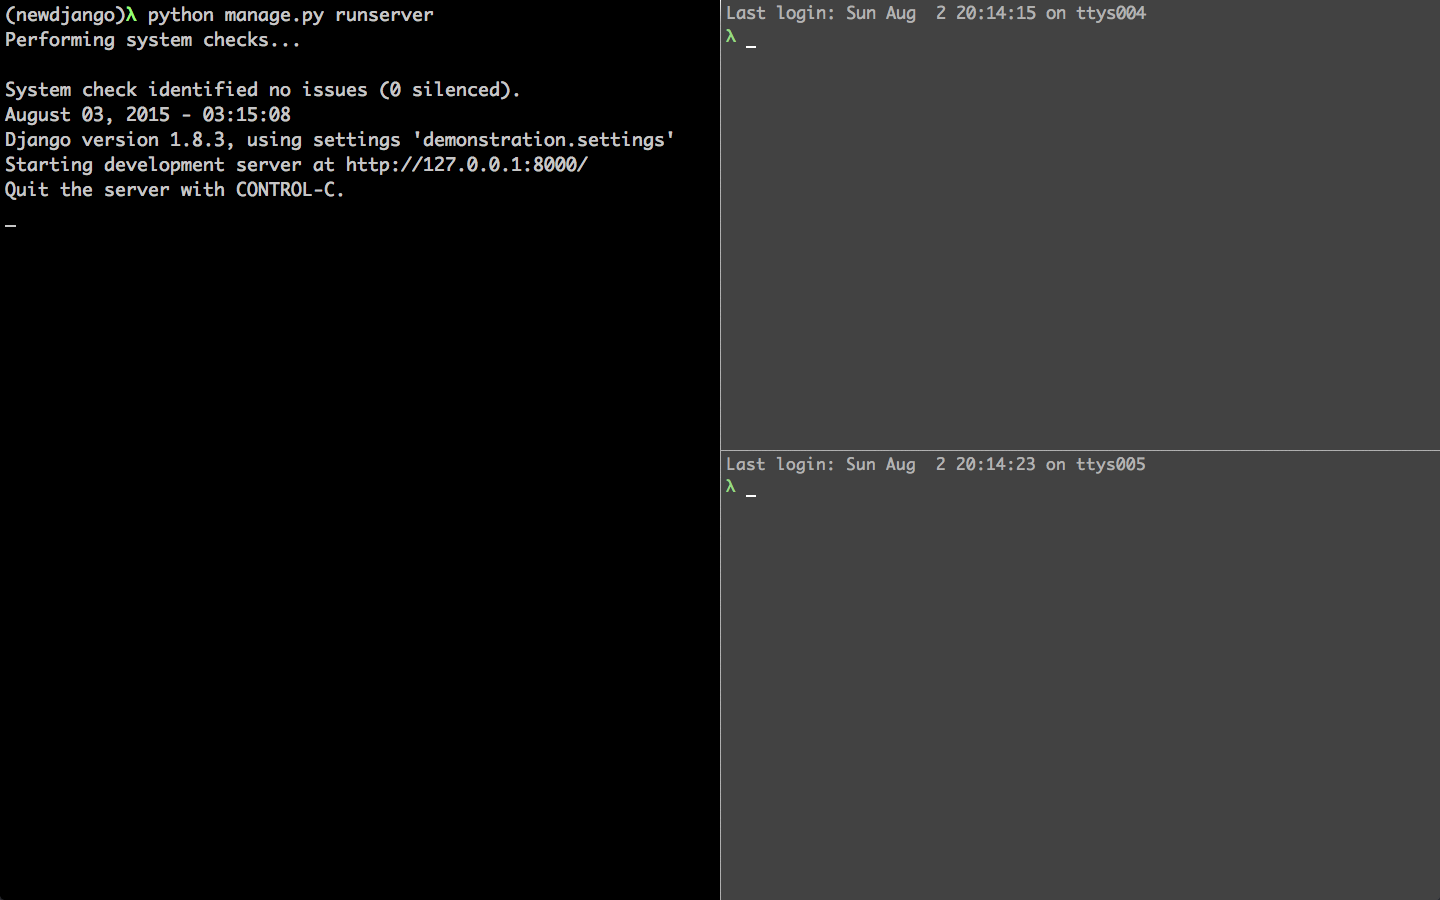 (newdjango)λ python manage.py runserver
Performing system checks...
System check identified no issues (0 silenced).
August 03, 2015 - 03:15:08
Django version 1.8.3, using settings 'demonstration.settings'
Starting development server at http://127.0.0.1:8000/
Quit the server with CONTROL-C.
Last login: Sun Aug  2 20:14:15 on ttys004
λ
Last login: Sun Aug  2 20:14:23 on ttys005
λ